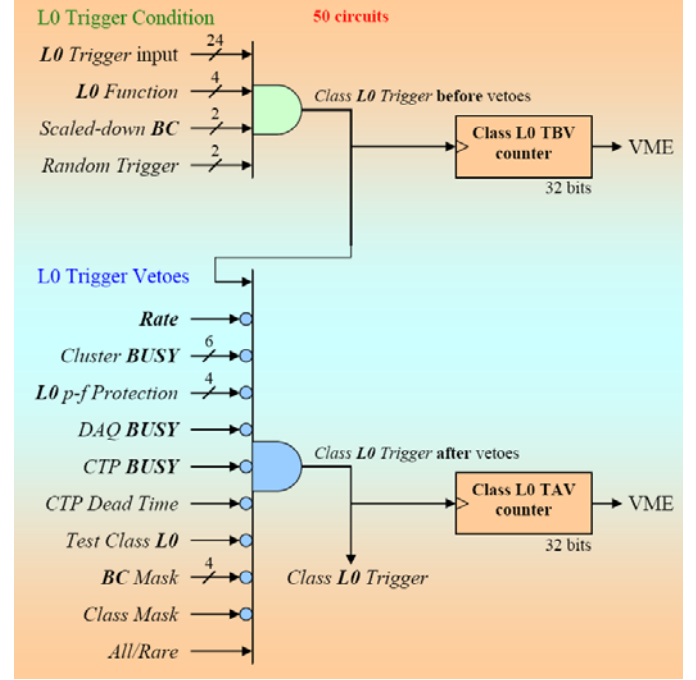 L0 Trigger Condition
50 circuits
L0 Trigger input
24
L0 Function
4
Scaled-down BC
2
Random Trigger
2
Class L0 Trigger before vetoes
Class L0 TBV
counter
VME
32 bits
L0 Trigger Vetoes
Rate
Cluster BUSY
6
L0 p-f Protection
4
DAQ BUSY
CTP BUSY
CTP Dead Time
Test Class L0
BC Mask
4
Class Mask
All/Rare
Class L0 Trigger after vetoes
Class L0 TAV
counter
VME
32 bits
Class L0 Trigger